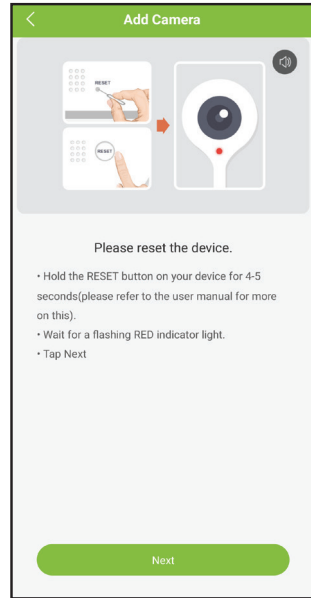 Add Camera
RESET
RESET
Please reset the device.
• Hold the RESET button on your device for 4-5
seconds(please refer to the user manual for more
on this).
• Wait for a flashing RED indicator light.
• Tap Next
Next